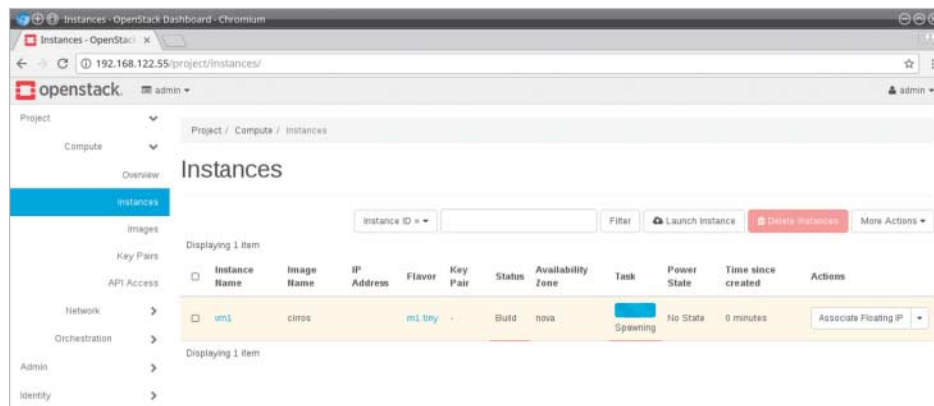 Instances - OpenStack Dashboard - Chromium
Instances - OpenStac
192.168.122.55/project/instances/
openstack. admin
admin
Project
Compute
Overview
Instances
Images
Key Pairs
API Access
Network
Orchestration
Admin
Identity
Project / Compute / Instances
Instances
Instance ID = Filter Launch Instance Delete Instances More Actions
Displaying 1 item
Instance Name Image Name IP Address Flavor Key Pair Status Availability Zone Task Power State Time since created Actions
vm1 cirros m1.tiny - Build nova Spawning No State 0 minutes Associate Floating IP
Displaying 1 item